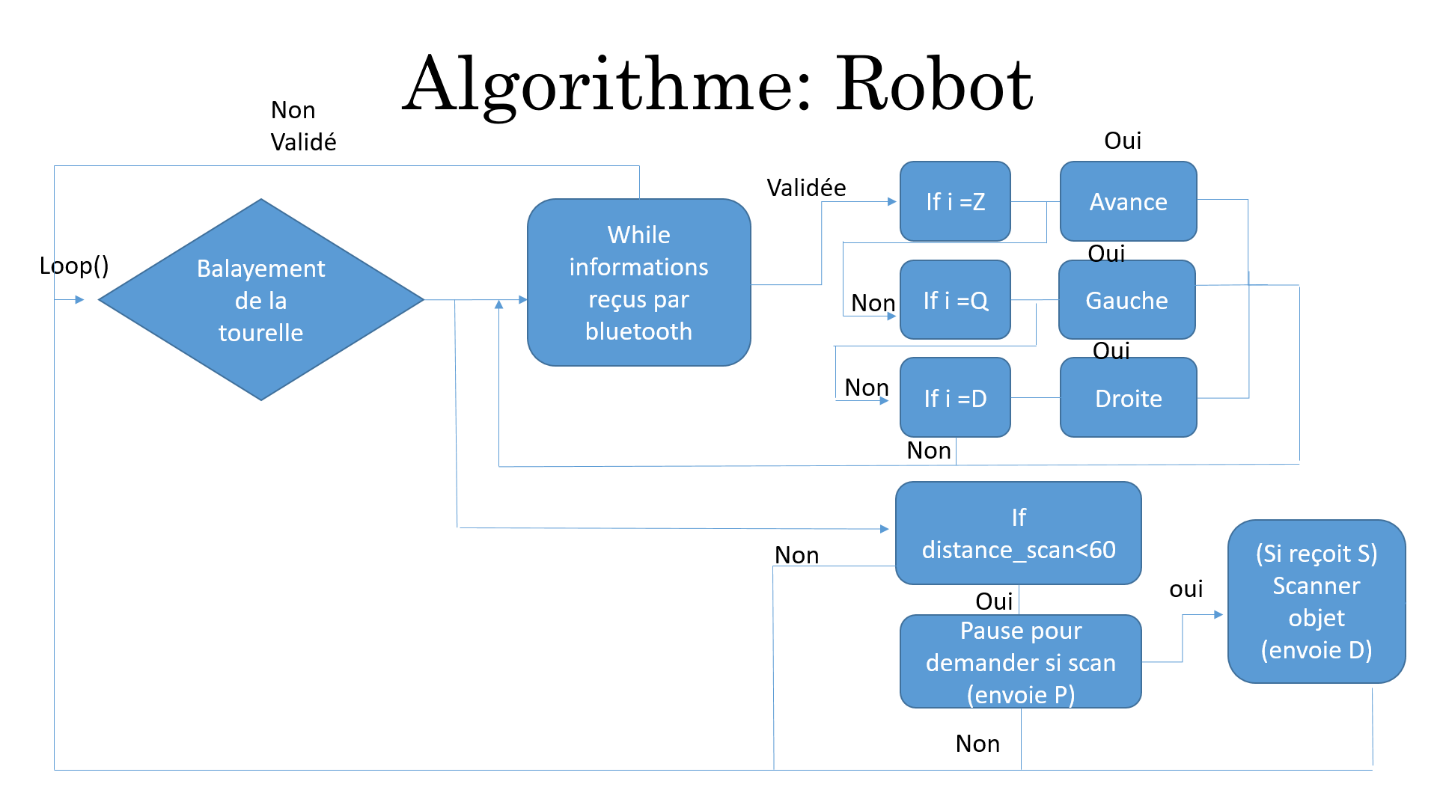 Algorithme: Robot
Non
Validé
Loop()
Balayement
de la
tourelle
While
informations
reçus par
bluetooth
Validée
If i =Z
Oui
Avance
Non
If i =Q
Oui
Gauche
Non
If i =D
Oui
Droite
Non
If
distance_scan<60
Non
Oui
Pause pour
demander si scan
(envoie P)
oui
(Si reçoit S)
Scanner
objet
(envoie D)
Non